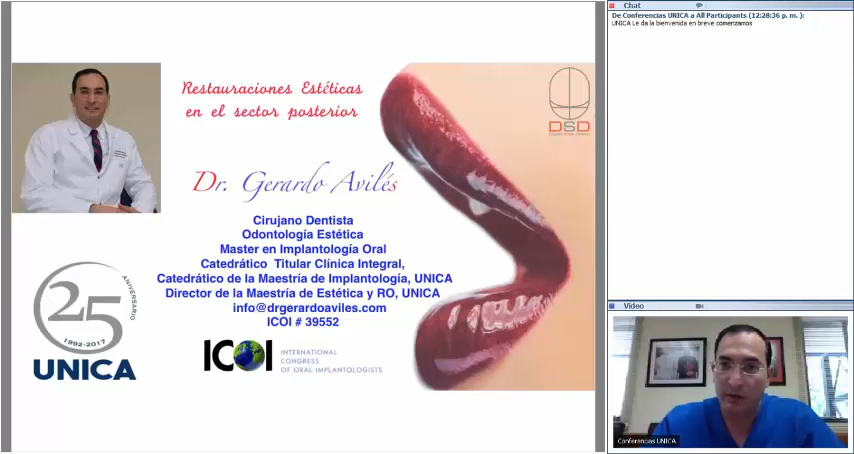 Restauraciones Estéticas
en el sector posterior
DSD
Dr. Gerardo Avilés
Cirujano Dentista
Odontología Estética
Master en Implantología Oral
Catedrático Titular Clínica Integral,
Catedrático de la Maestría de Implantología, UNICA
Director de la Maestría de Estética y RO, UNICA
info@drgerardoaviles.com
ICOI # 39552
25
ANIVERSARIO
1992-2017
UNICA
ICOI
INTERNATIONAL
CONGRESS
OF ORAL IMPLANTOLOGISTS
Chat
De Conferencias UNICA a All Participants (12:28:36 p. m. ):
UNICA Le da la bienvenida en breve comenzamos
Video
Conferencias UNICA